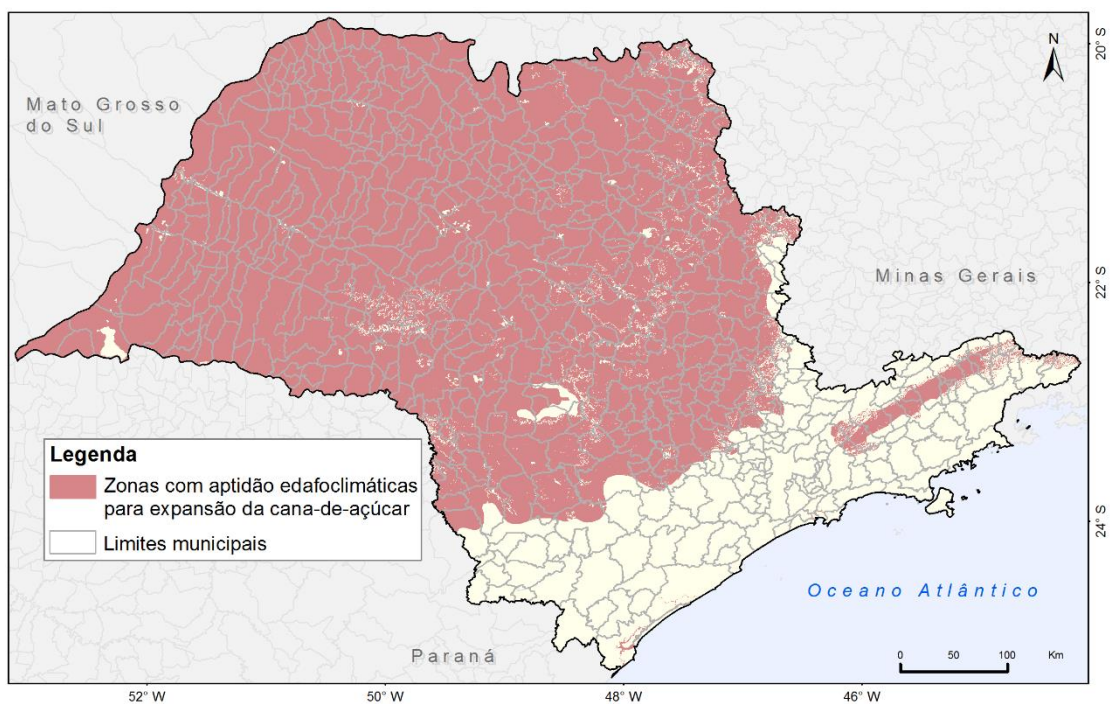 20° S
N
Mato Grosso
do Sul
Minas Gerais
22° S
Legenda
Zonas com aptidão edafoclimáticas
para expansão da cana-de-açúcar
Limites municipais
24° S
Oceano Atlântico
Paraná
0 50 100 Km
52° W 50° W 48° W 46° W